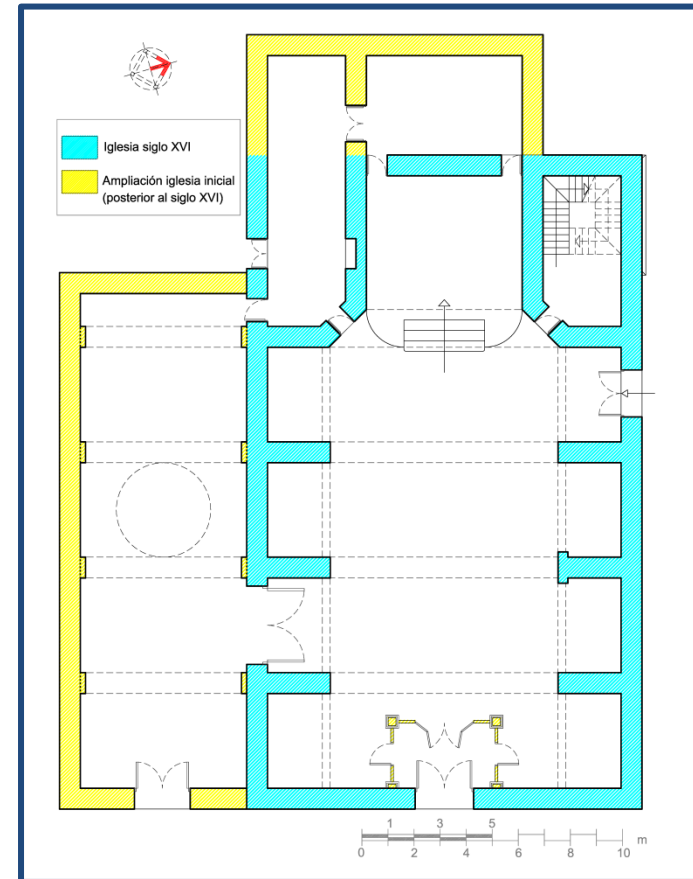 Iglesia siglo XVI
Ampliación iglesia inicial
(posterior al siglo XVI)
1 3 5
0 2 4 6 8 10 m